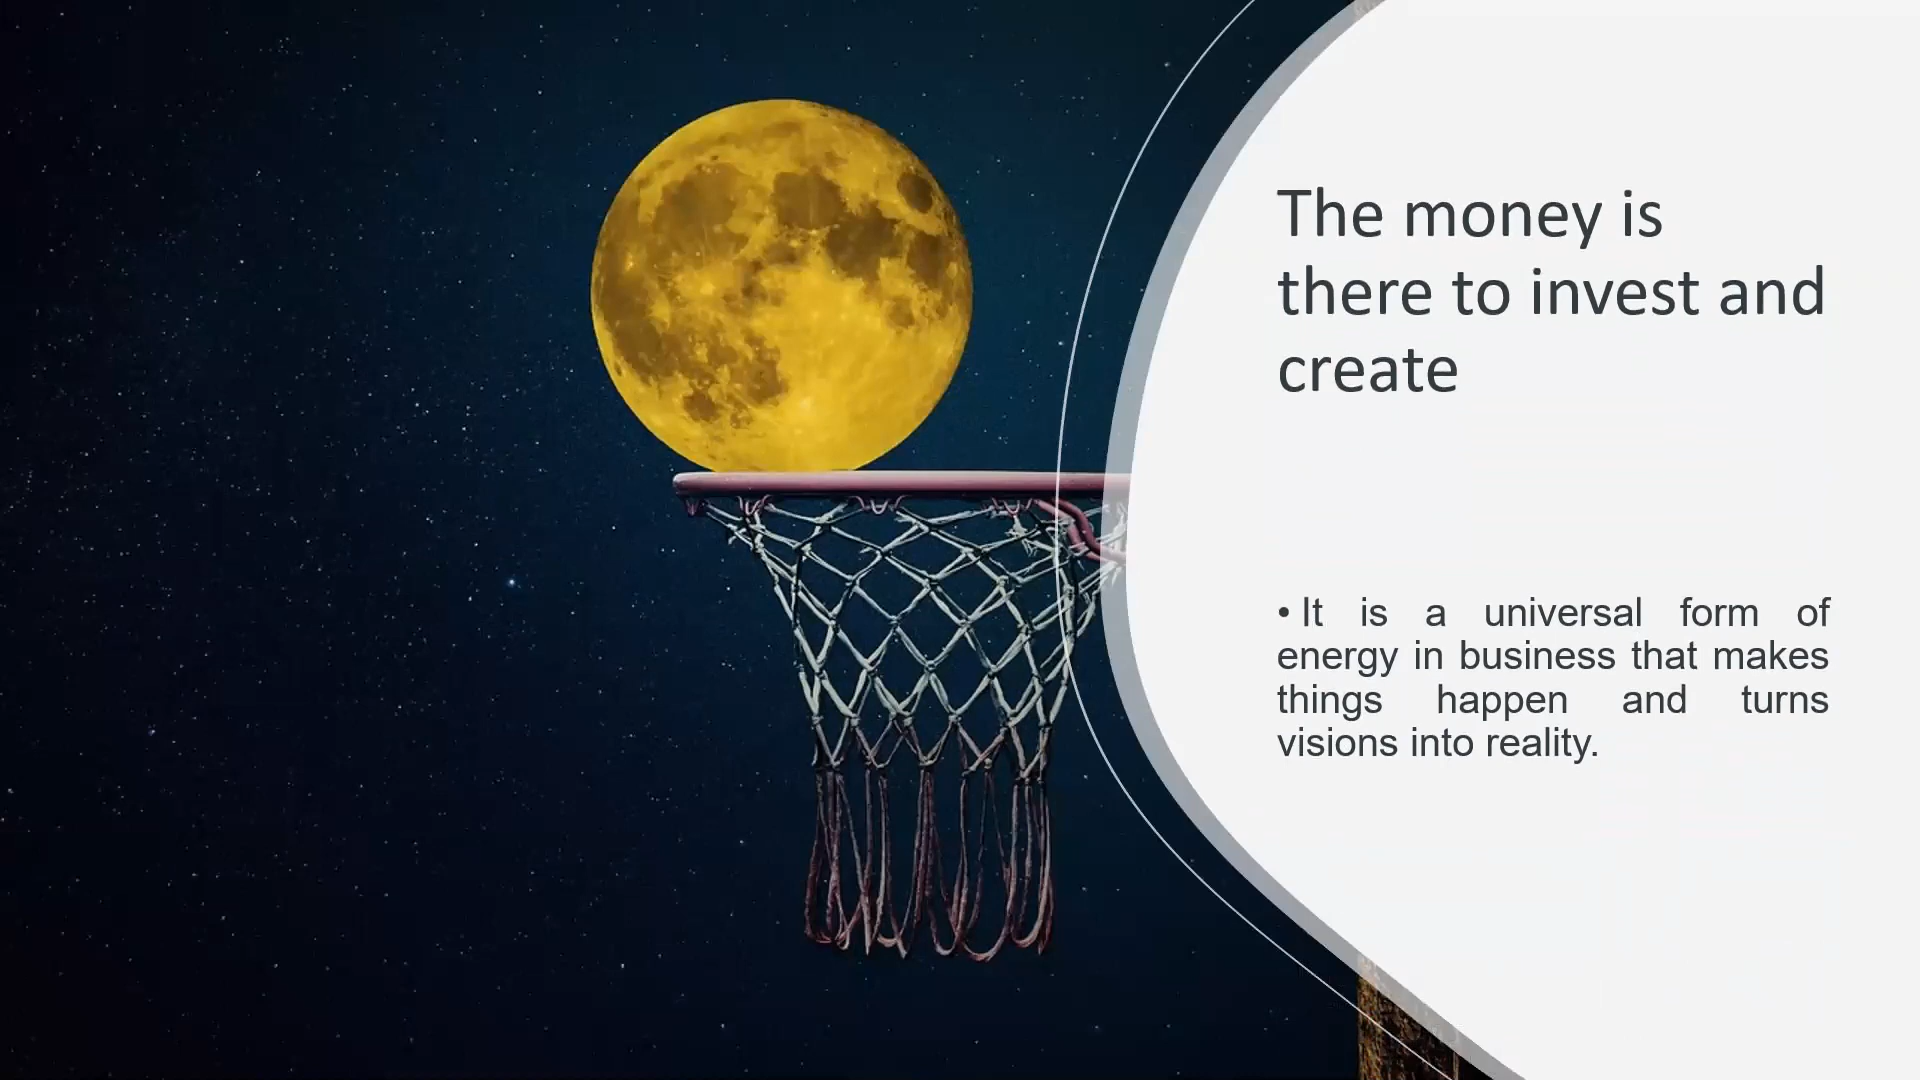 The money is
there to invest and
create
• It is a universal form of
energy in business that makes
things happen and turns
visions into reality.